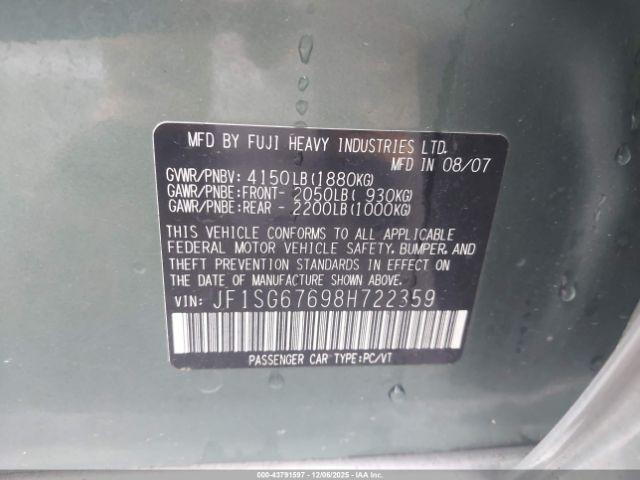 MFD BY FUJI HEAVY INDUSTRIES LTD.
MFD IN 08/07
GVWR/PNBV: 4150LB(1880KG)
GAWR/PNBE:FRONT- 2050LB( 930KG)
GAWR/PNBE:REAR - 2200LB(1000KG)
THIS VEHICLE CONFORMS TO ALL APPLICABLE
FEDERAL MOTOR VEHICLE SAFETY, BUMPER, AND
THEFT PREVENTION STANDARDS IN EFFECT ON
THE DATE OF MANUFACTURE SHOWN ABOVE.
VIN: JF1SG67698H722359
PASSENGER CAR TYPE:PC/VT
000-43791597 | 12/06/2025 | IAAI Copart, Inc.